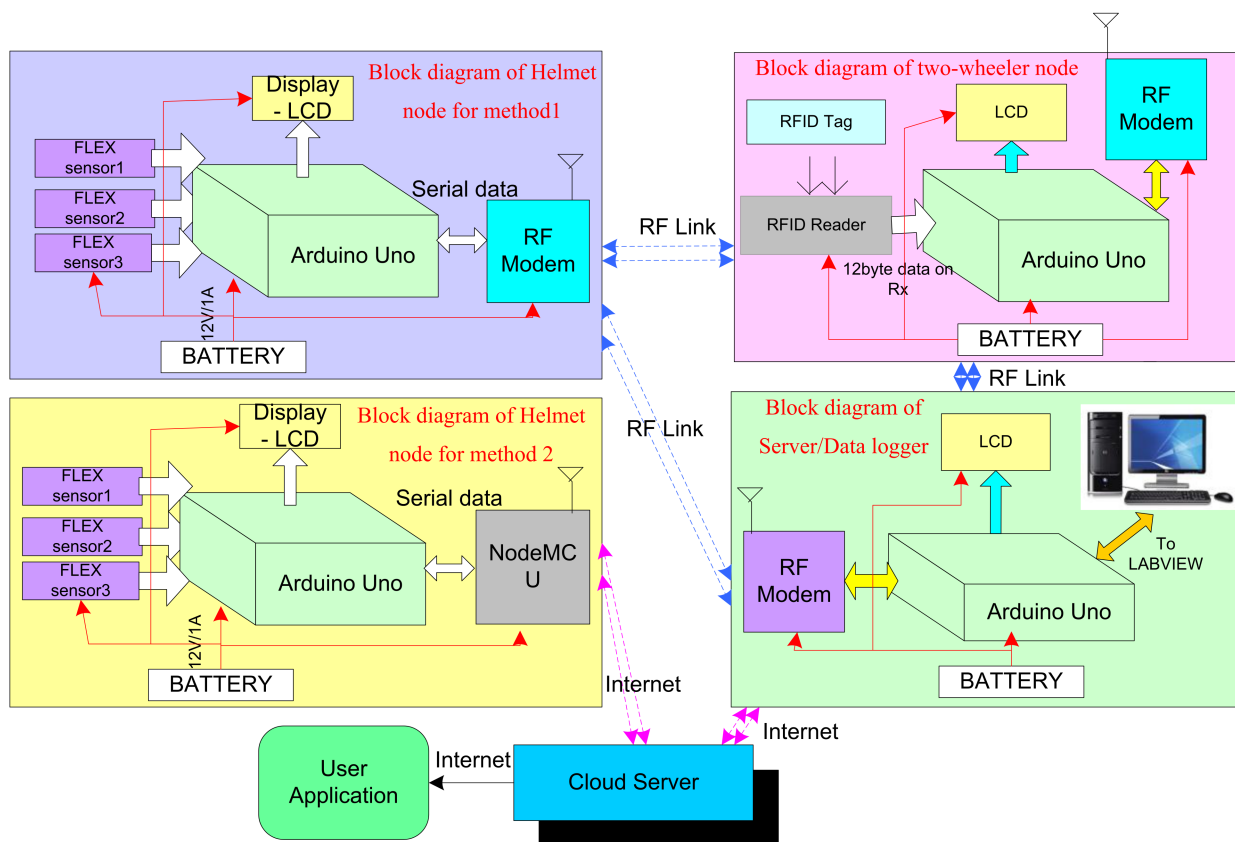 Block diagram of Helmet
node for method1
Display
- LCD
FLEX
sensor1
FLEX
sensor2
FLEX
sensor3
Arduino Uno
Serial data
RF
Modem
12V/1A
BATTERY
RF Link
Block diagram of two-wheeler node
RFID Tag
LCD
RF
Modem
RFID Reader
12byte data on
Rx
Arduino Uno
BATTERY
RF Link
RF Link
Block diagram of Helmet
node for method 2
Display
- LCD
FLEX
sensor1
FLEX
sensor2
FLEX
sensor3
Arduino Uno
Serial data
NodeMC
U
12V/1A
BATTERY
Internet
Block diagram of
Server/Data logger
LCD
RF
Modem
Arduino Uno
To
LABVIEW
BATTERY
Internet
User
Application
Internet
Cloud Server